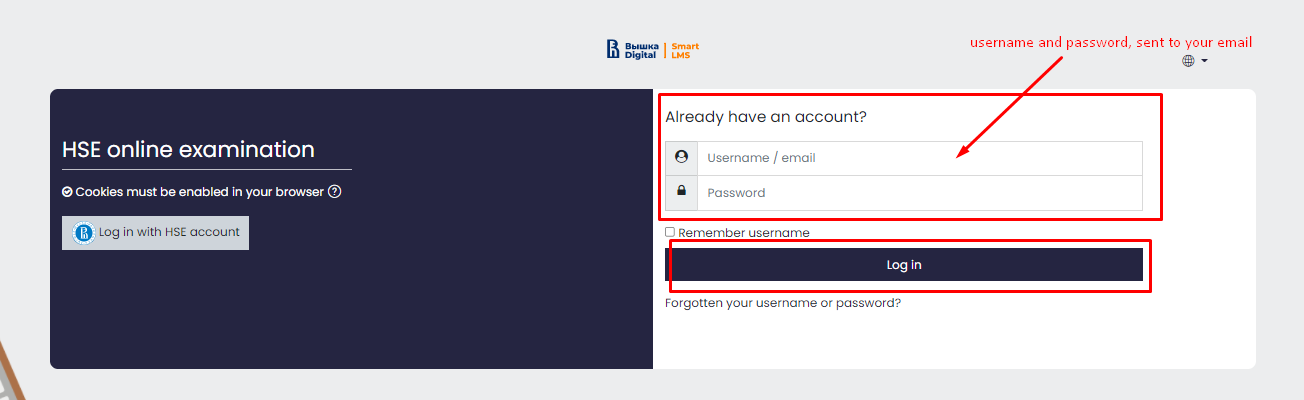 Вышка
Digital
Smart
LMS
username and password, sent to your email
HSE online examination
Cookies must be enabled in your browser
Log in with HSE account
Already have an account?
Username / email
Password
Remember username
Log in
Forgotten your username or password?